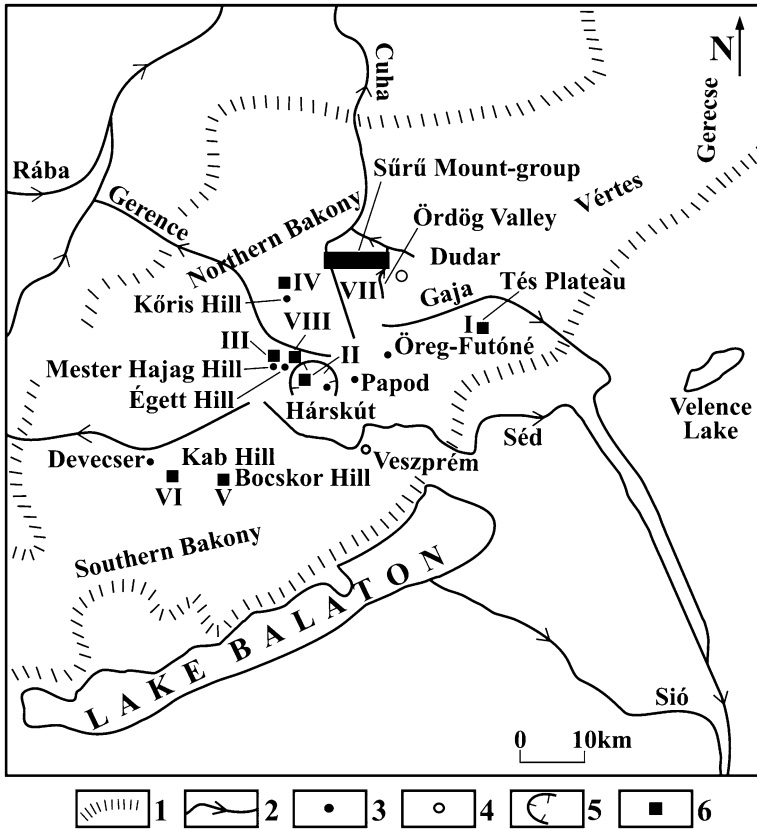 N
Gerecse
Cuha
Rába
Sűrű Mount-group
Vértes
Gerence
Northern Bakony
Ördög Valley
Dudar
IV
VII
Gaja
Tés Plateau
Kőris Hill
VIII
I
III
II
Öreg-Futóné
Mester Hajag Hill
Papod
Égett Hill
Hárskút
Velence
Lake
Séd
Devecser
Kab Hill
Veszprém
Bocskor Hill
VI
V
Southern Bakony
LAKE BALATON
Sió
0 10km
1 2 3 4 5 6